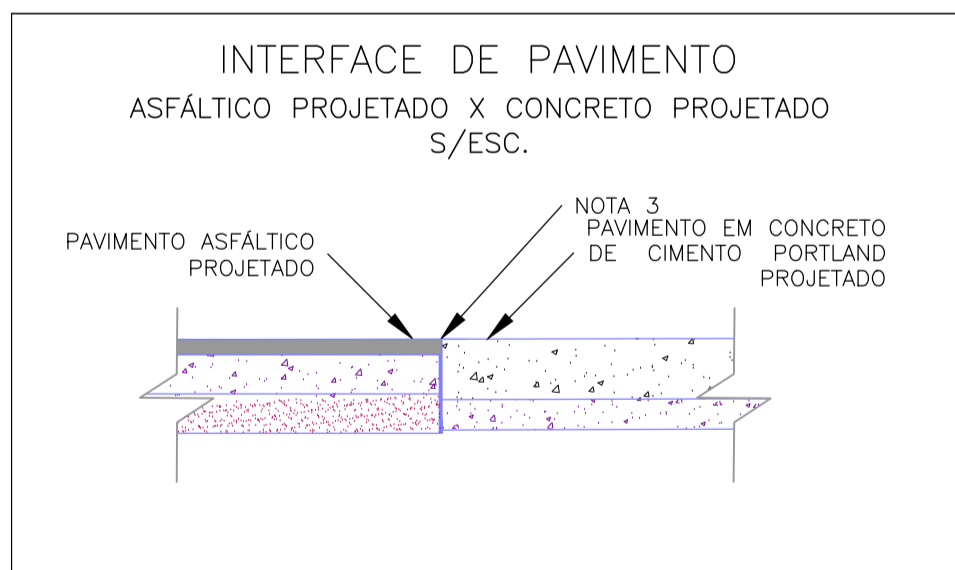 INTERFACE DE PAVIMENTO
ASFÁLTICO PROJETADO X CONCRETO PROJETADO
S/ESC.
PAVIMENTO ASFÁLTICO
PROJETADO
NOTA 3
PAVIMENTO EM CONCRETO
DE CIMENTO PORTLAND
PROJETADO